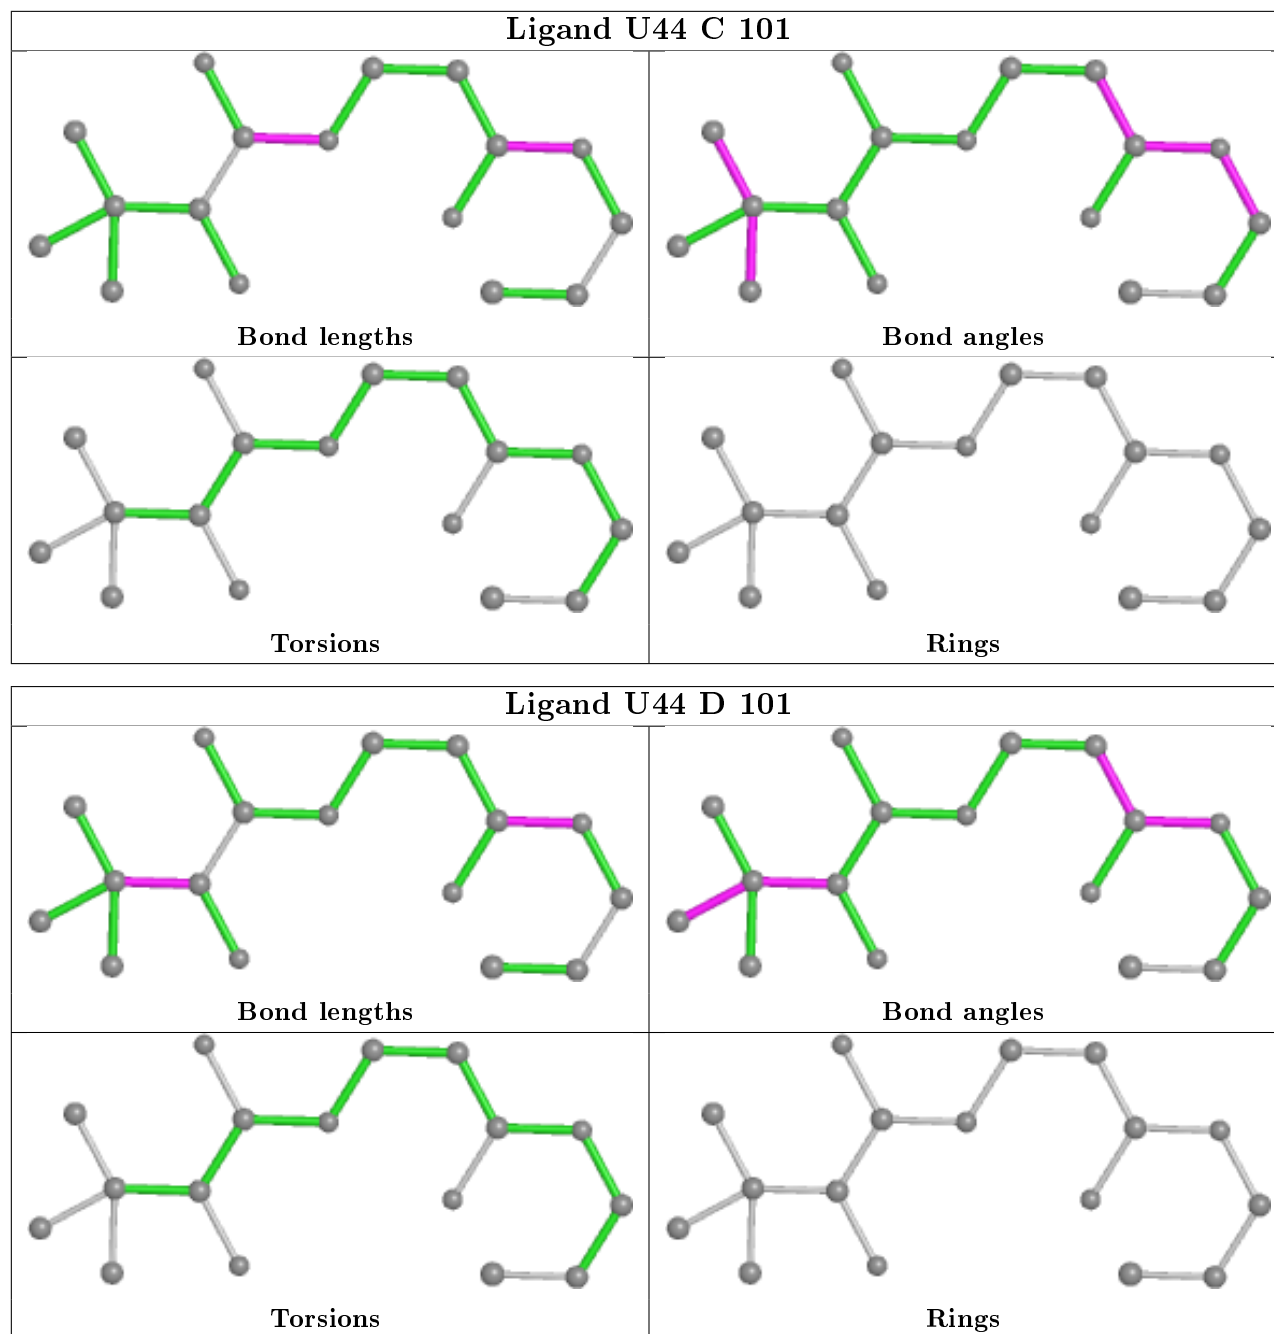 Ligand U44 C 101
Bond lengths
Bond angles
Torsions
Rings
Ligand U44 D 101
Bond lengths
Bond angles
Torsions
Rings